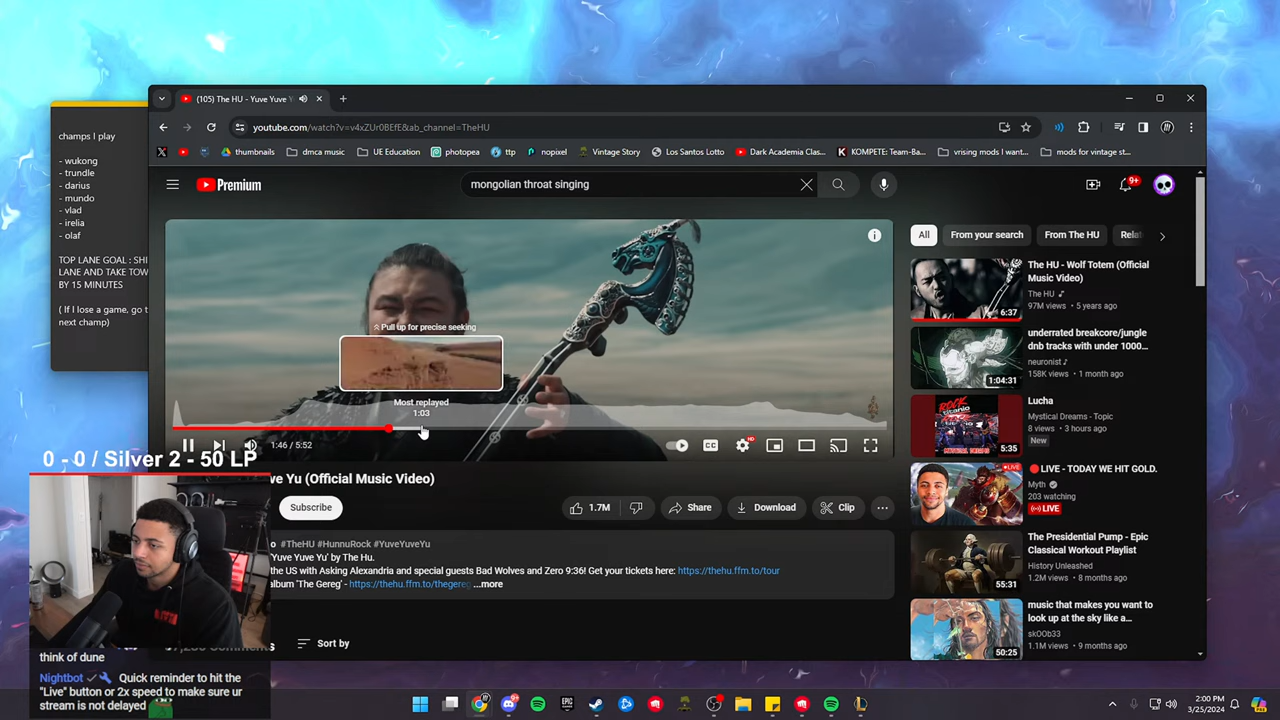 (105) The HU - Yuve Yuve Y
youtube.com/watch?v=v4xZUr0BEfE&ab_channel=TheHU
thumbnails
dmca music
UE Education
photopea
ttp
nopixel
Vintage Story
Los Santos Lotto
Dark Academia Clas...
KOMPETE: Team-Ba...
vrising mods I want...
mods for vintage st...
champs I play
- wukong
- trundle
- darius
- mundo
- vlad
- irelia
- olaf
TOP LANE GOAL : SHI
LANE AND TAKE TOW
BY 15 MINUTES
( If I lose a game, go t
next champ)
Premium
mongolian throat singing
9+
Pull up for precise seeking
Most replayed
1:03
1:46 / 5:52
CC
0 - 0 / Silver 2 - 50 LP
ve Yu (Official Music Video)
Subscribe
1.7M
Share
Download
Clip
o #TheHU #HunnuRock #YuveYuveYu
'Yuve Yuve Yu' by The Hu.
the US with Asking Alexandria and special guests Bad Wolves and Zero 9:36! Get your tickets here: https://thehu.ffm.to/tour
album 'The Gereg'- https://thehu.ffm.to/thegereg ...more
Sort by
All
From your search
From The HU
Relat
The HU - Wolf Totem (Official
Music Video)
The HU
97M views • 5 years ago
6:37
underrated breakcore/jungle
dnb tracks with under 1000...
neuronist
158K views • 1 month ago
1:04:31
Lucha
Mystical Dreams - Topic
8 views • 3 hours ago
New
5:35
LIVE - TODAY WE HIT GOLD.
Myth
203 watching
LIVE
LIVE
The Presidential Pump - Epic
Classical Workout Playlist
History Unleashed
1.2M views • 8 months ago
55:31
music that makes you want to
look up at the sky like a...
sk0Ob33
1.1M views • 9 months ago
50:25
think of dune
Nightbot Quick reminder to hit the
"Live" button or 2x speed to make sure ur
stream is not delayed
2:00 PM
3/25/2024